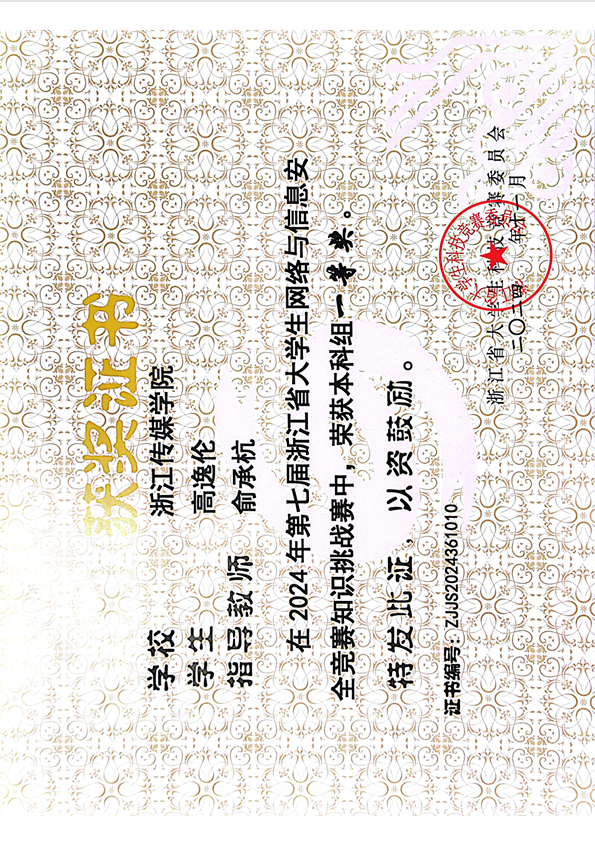 获奖证书
学校 浙江传媒学院
学生 高逸伦
指导教师 俞承杭
在 2024 年第七届浙江省大学生网络与信息安
全竞赛知识挑战赛中，荣获本科组一等奖。
特发此证，以资鼓励。
浙江省大学生科技竞赛委员会
二〇二四年十一月
证书编号：ZJJS2024361010